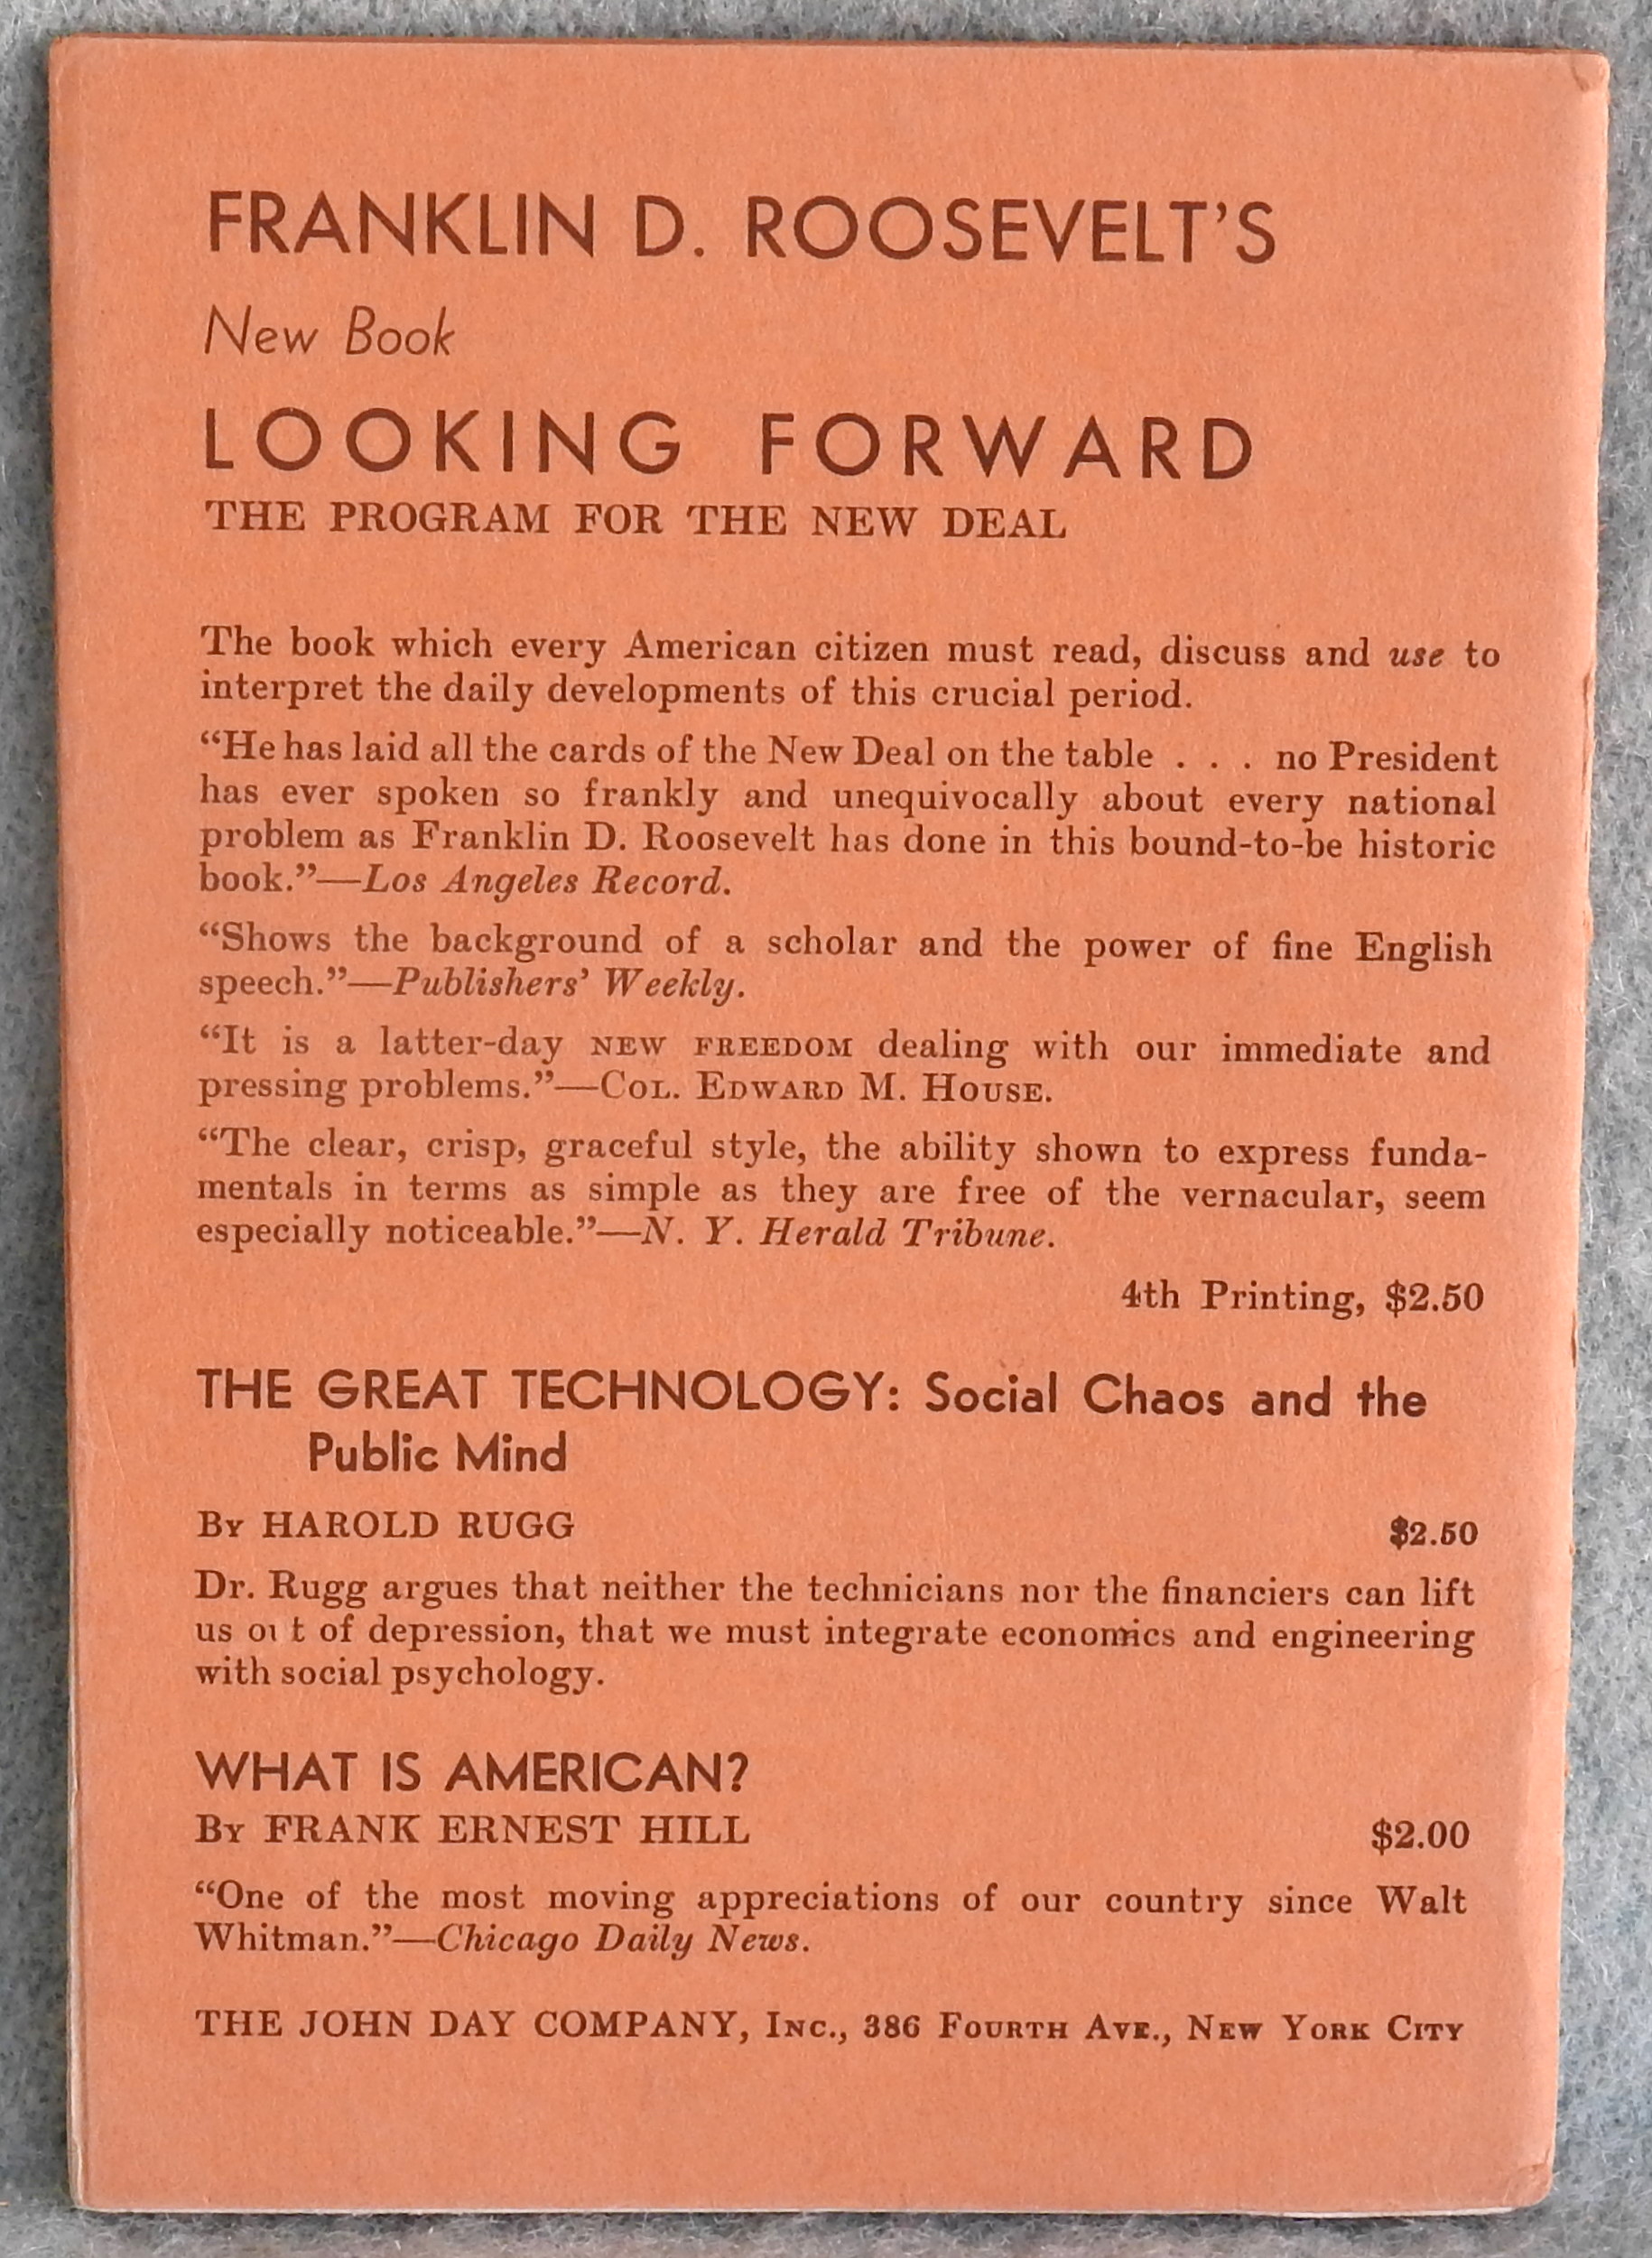 FRANKLIN D. ROOSEVELT'S
New Book
LOOKING FORWARD
THE PROGRAM FOR THE NEW DEAL
The book which every American citizen must read, discuss and use to
interpret the daily developments of this crucial period.
“He has laid all the cards of the New Deal on the table . . . no President
has ever spoken so frankly and unequivocally about every national
problem as Franklin D. Roosevelt has done in this bound-to-be historic
book.”—Los Angeles Record.
“Shows the background of a scholar and the power of fine English
speech.”—Publishers’ Weekly.
“It is a latter-day NEW FREEDOM dealing with our immediate and
pressing problems.”—COL. EDWARD M. HOUSE.
“The clear, crisp, graceful style, the ability shown to express funda-
mentals in terms as simple as they are free of the vernacular, seem
especially noticeable.”—N. Y. Herald Tribune.
4th Printing, $2.50
THE GREAT TECHNOLOGY: Social Chaos and the
Public Mind
By HAROLD RUGG $2.50
Dr. Rugg argues that neither the technicians nor the financiers can lift
us out of depression, that we must integrate economics and engineering
with social psychology.
WHAT IS AMERICAN?
By FRANK ERNEST HILL $2.00
“One of the most moving appreciations of our country since Walt
Whitman.”—Chicago Daily News.
THE JOHN DAY COMPANY, INC., 386 FOURTH AVE., NEW YORK CITY